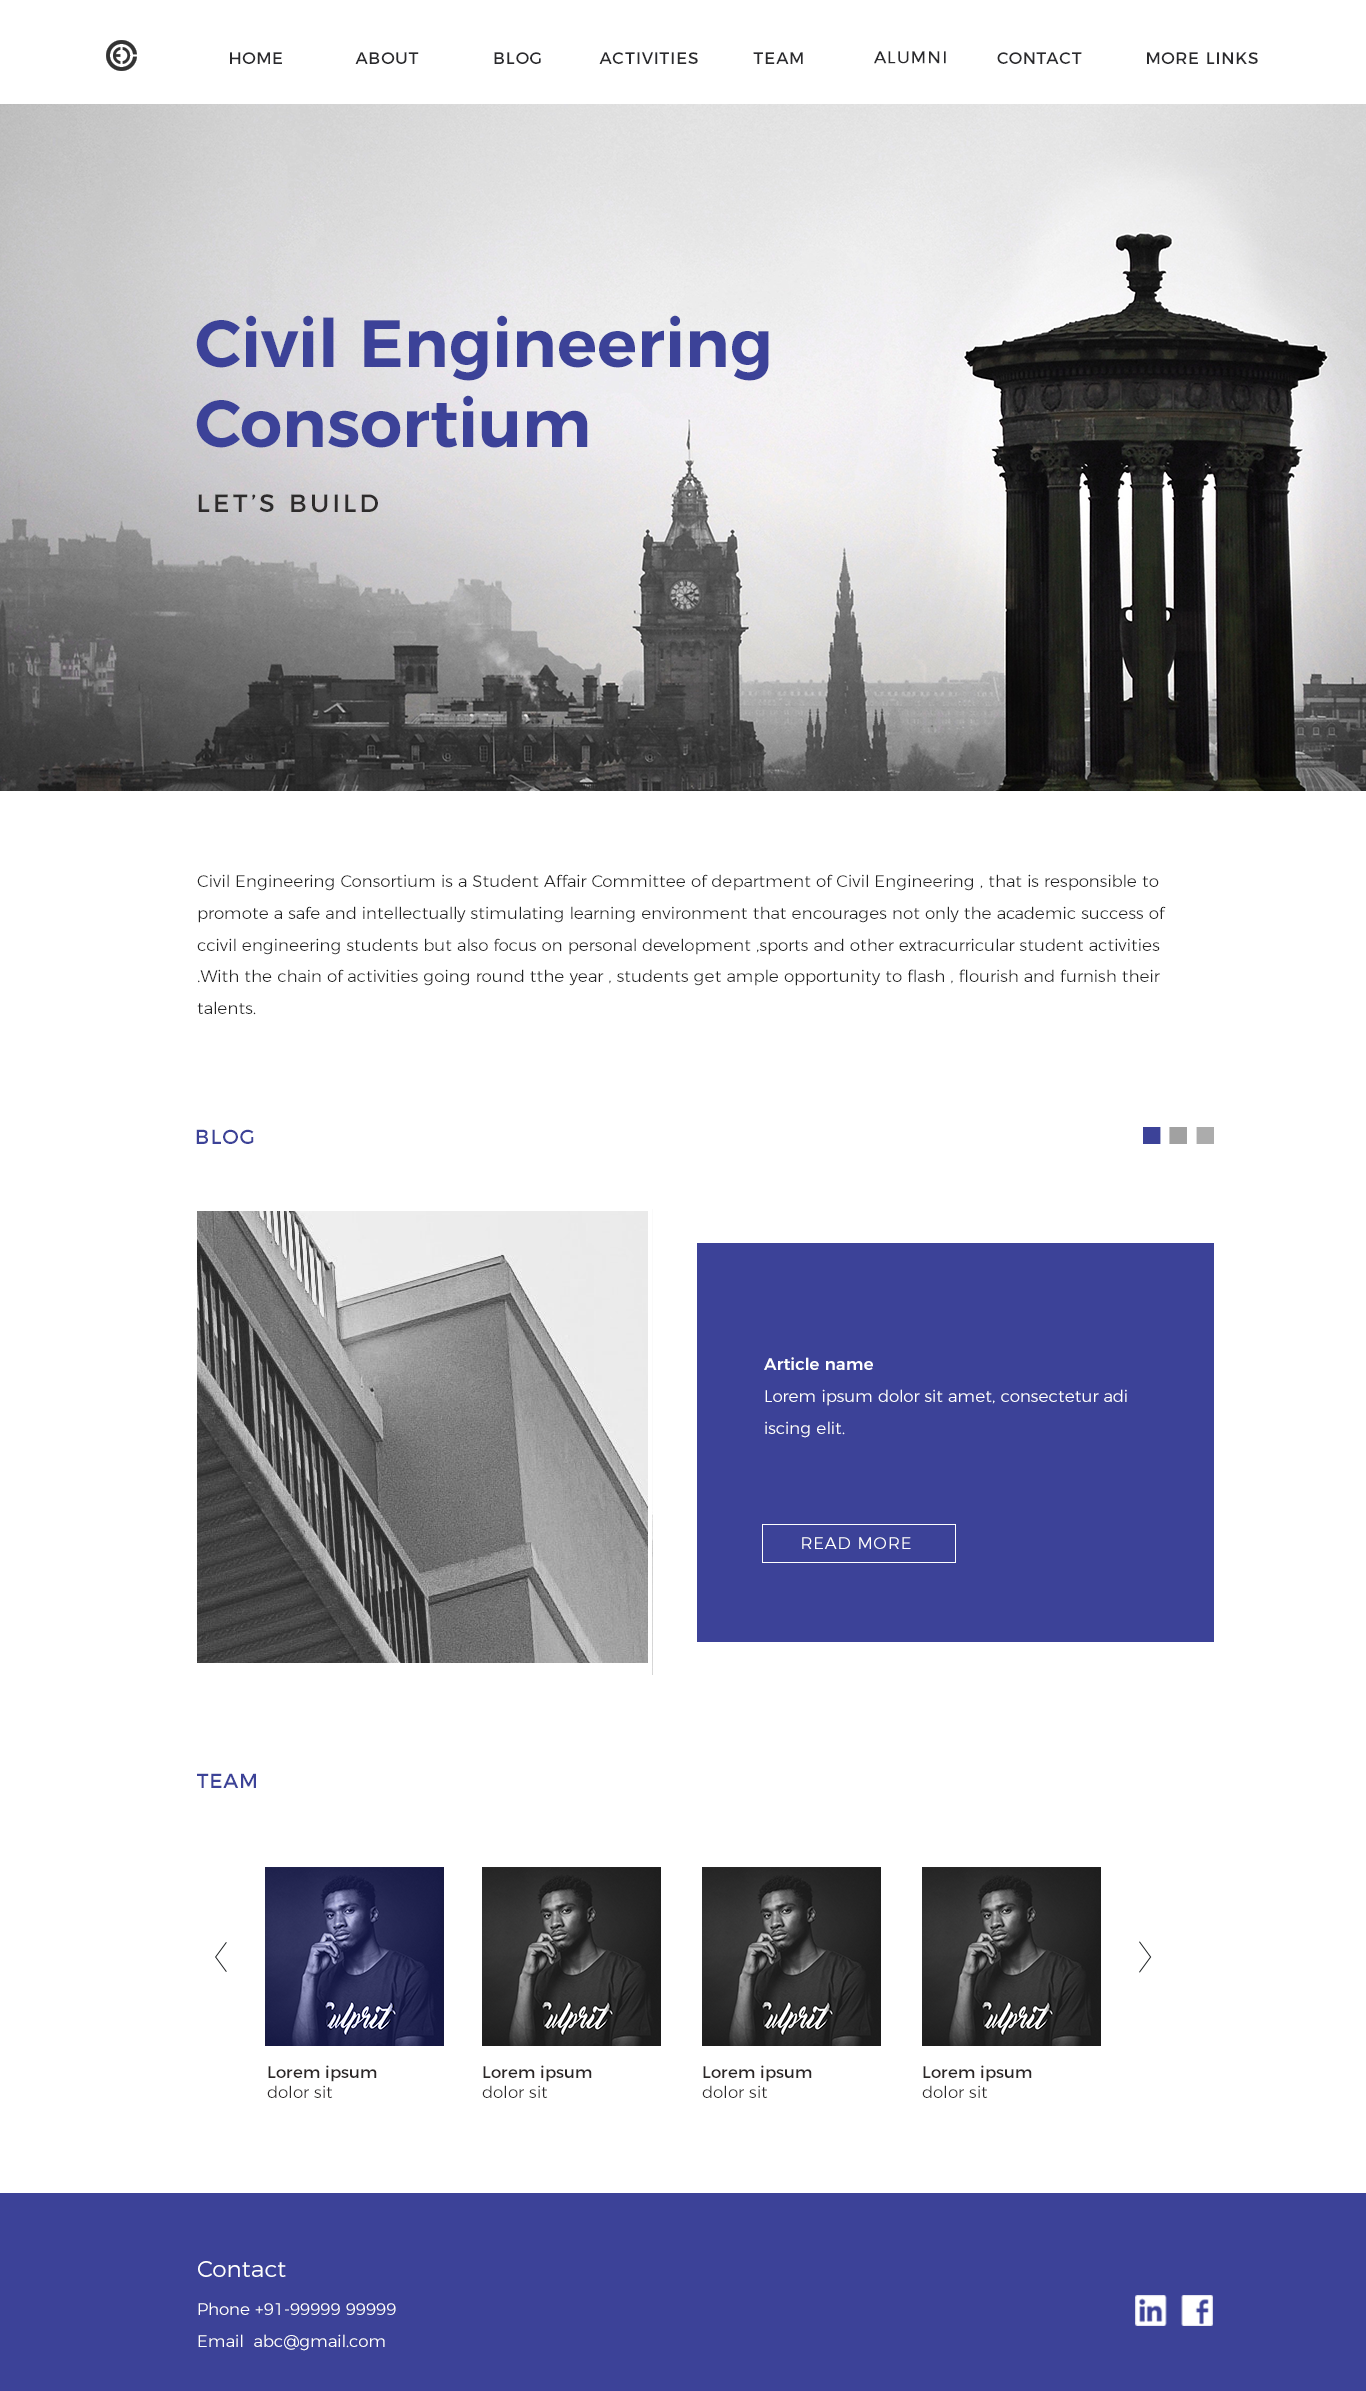 HOME ABOUT BLOG ACTIVITIES TEAM ALUMNI CONTACT MORE LINKS
Civil Engineering
Consortium
LET'S BUILD
Civil Engineering Consortium is a Student Affair Committee of department of Civil Engineering , that is responsible to
promote a safe and intellectually stimulating learning environment that encourages not only the academic success of
ccivil engineering students but also focus on personal development ,sports and other extracurricular student activities
.With the chain of activities going round tthe year , students get ample opportunity to flash , flourish and furnish their
talents.
BLOG
Article name
Lorem ipsum dolor sit amet, consectetur adi
iscing elit.
READ MORE
TEAM
ulprit ulprit ulprit ulprit
Lorem ipsum Lorem ipsum Lorem ipsum Lorem ipsum
dolor sit dolor sit dolor sit dolor sit
Contact
Phone +91-99999 99999
Email abc@gmail.com
in f